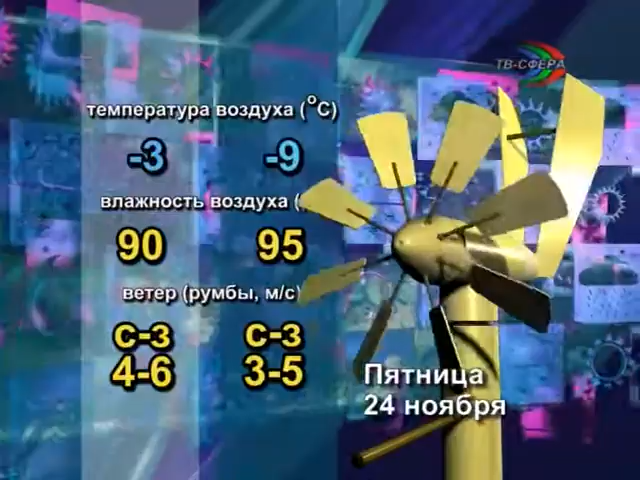 ТВ-СФЕРА
температура воздуха (°C)
-3 -9
влажность воздуха (
90 95
ветер (румбы, м/с)
С-З С-З
4-6 3-5
Пятница
24 ноября